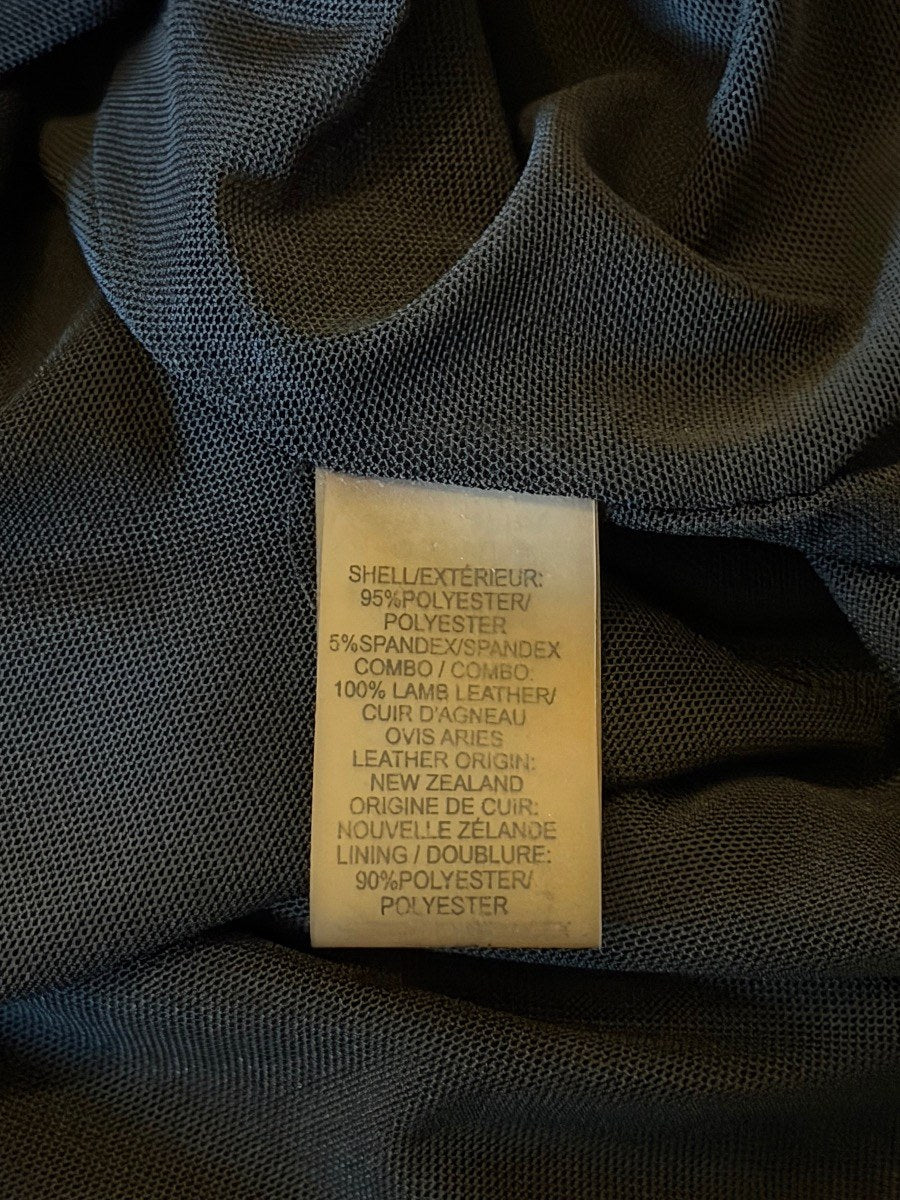 SHELL/EXTÉRIEUR:
95%POLYESTER/
POLYESTER
5%SPANDEX/SPANDEX
COMBO / COMBO:
100% LAMB LEATHER/
CUIR D'AGNEAU
OVIS ARIES
LEATHER ORIGIN:
NEW ZEALAND
ORIGINE DE CUIR:
NOUVELLE ZÉLANDE
LINING / DOUBLURE:
90%POLYESTER/
POLYESTER